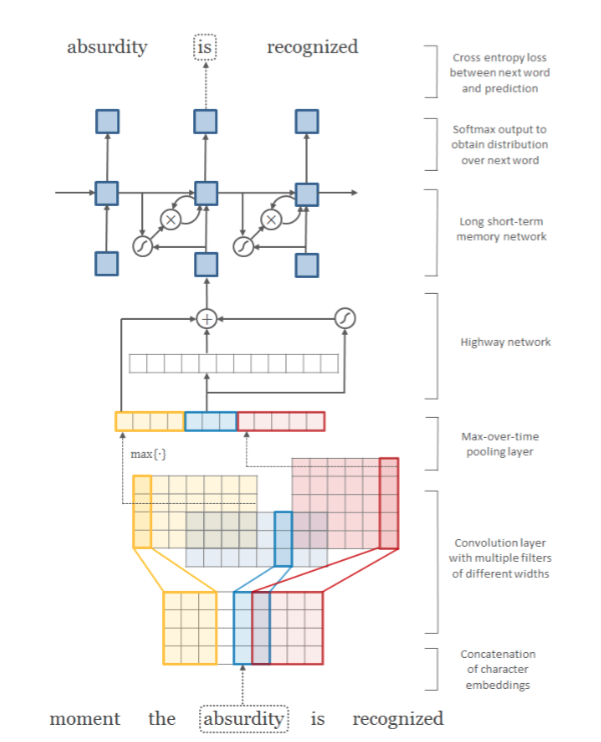 absurdity is recognized
Cross entropy loss
between next word
and prediction
Softmax output to
obtain distribution
over next word
Long short-term
memory network
Highway network
Max-over-time
pooling layer
max{·}
Convolution layer
with multiple filters
of different widths
Concatenation
of character
embeddings
moment the absurdity is recognized